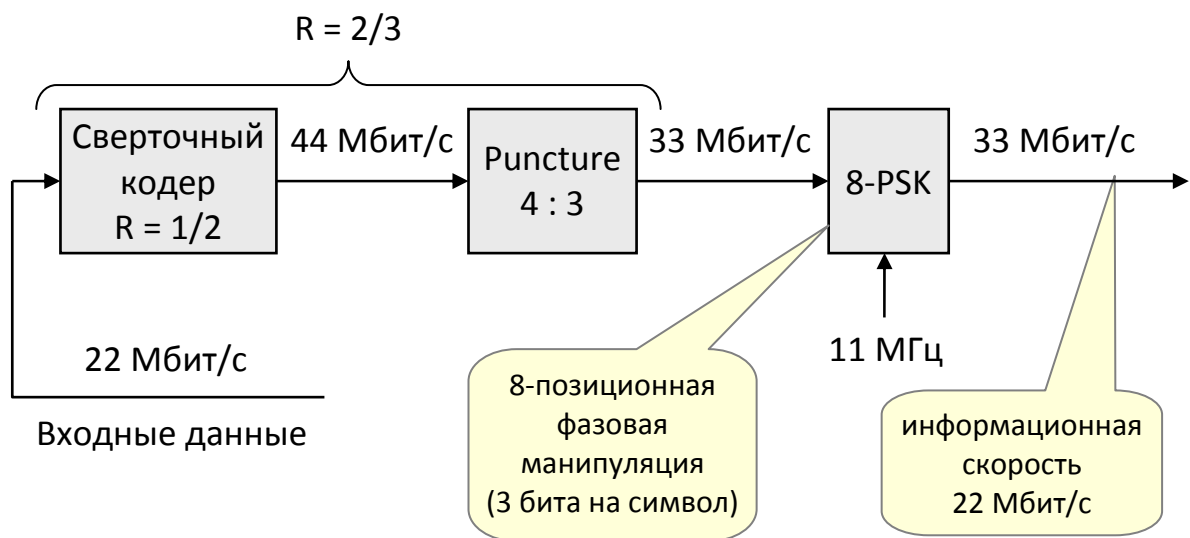 R = 2/3
Сверточный
кодер
R = 1/2
44 Мбит/с
Puncture
4 : 3
33 Мбит/с
8-PSK
33 Мбит/с
22 Мбит/с
Входные данные
11 МГц
8-позиционная
фазовая
манипуляция
(3 бита на символ)
информационная
скорость
22 Мбит/с